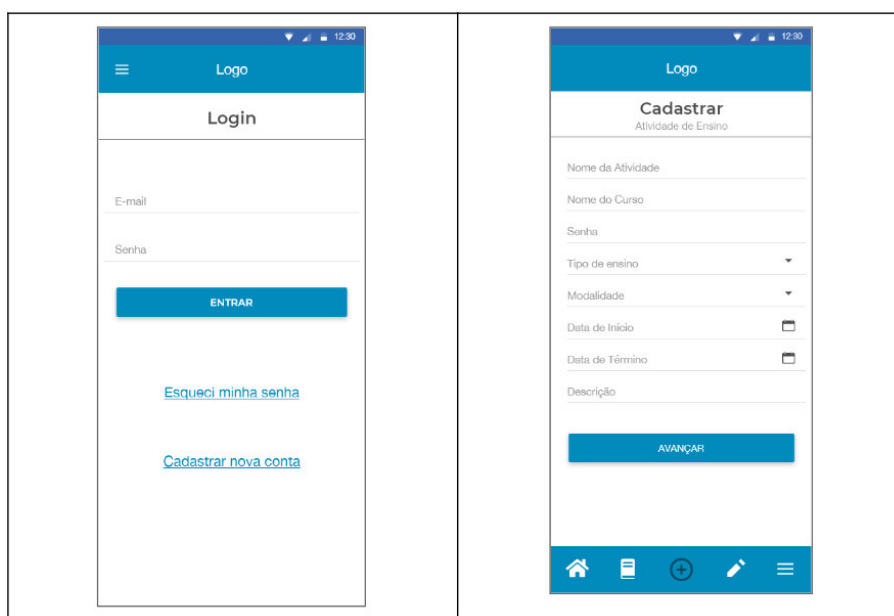 12:30
Logo
Login
E-mail
Senha
ENTRAR
Esqueci minha senha
Cadastrar nova conta
12:30
Logo
Cadastrar
Atividade de Ensino
Nome da Atividade
Nome do Curso
Senha
Tipo de ensino
Modalidade
Data de Início
Data de Término
Descrição
AVANÇAR